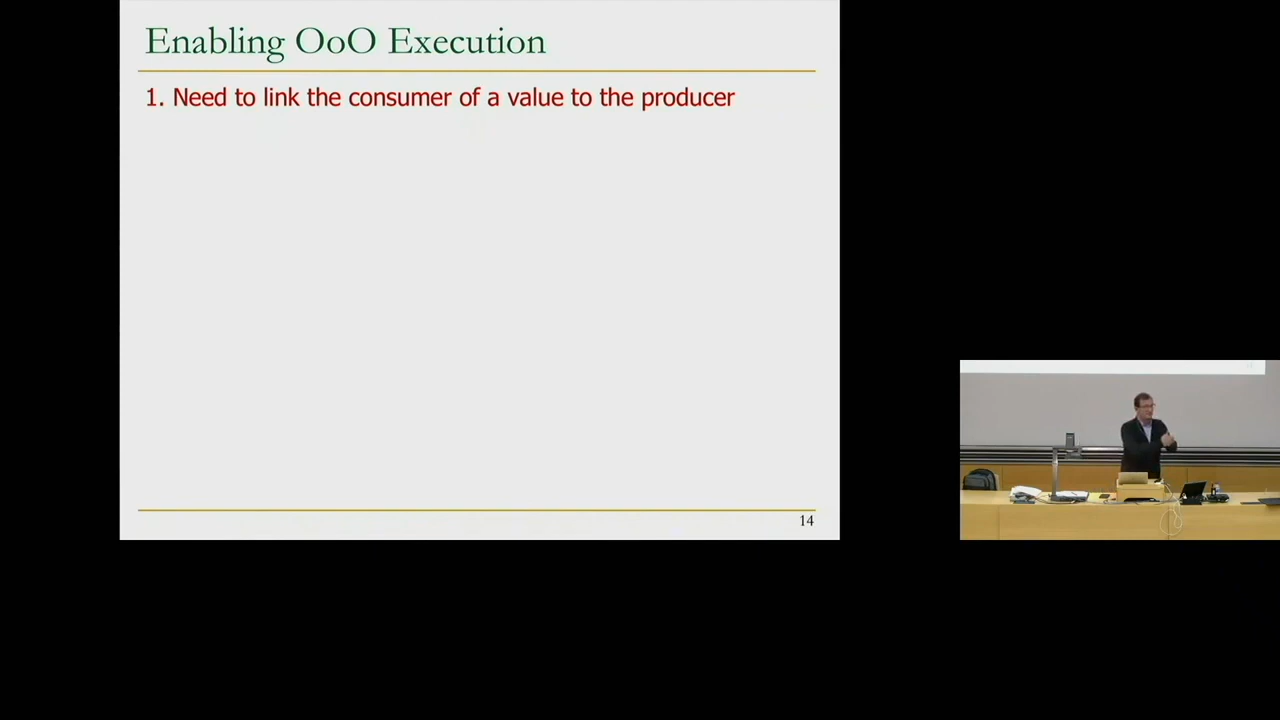 Enabling OoO Execution
1. Need to link the consumer of a value to the producer
14